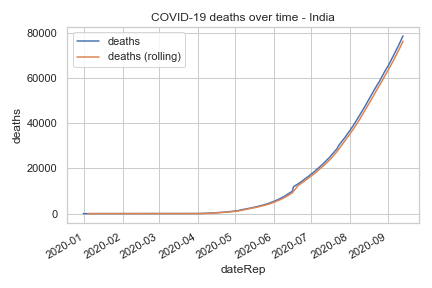 COVID-19 deaths over time - India
deaths
deaths (rolling)
80000
60000
40000
20000
0
deaths
2020-01
2020-02
2020-03
2020-04
2020-05
2020-06
2020-07
2020-08
2020-09
dateRep